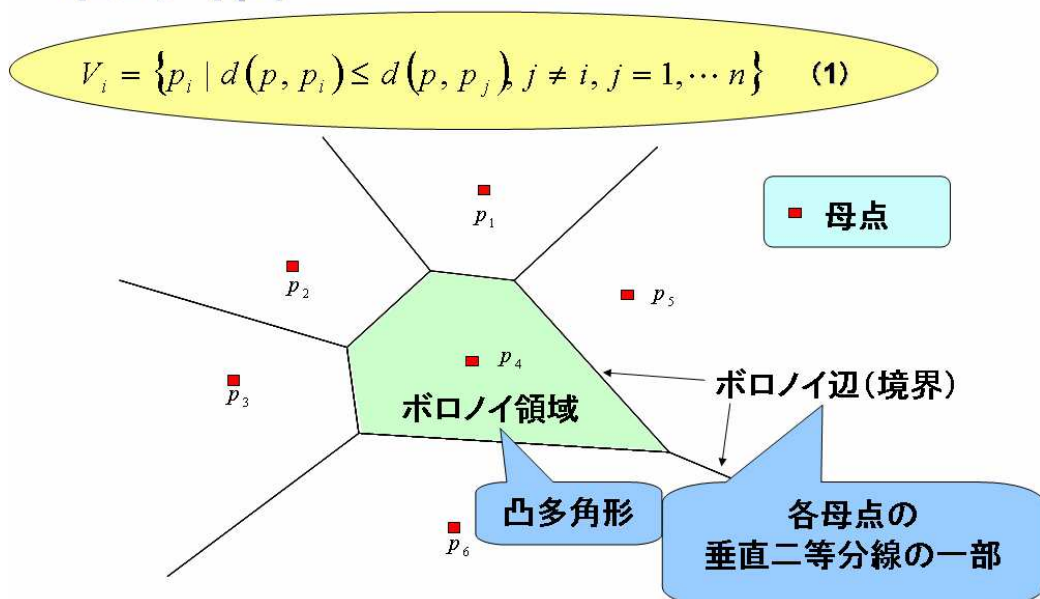 V_i = {p_i | d(p, p_i) ≤ d(p, p_j), j ≠ i, j = 1, ⋯ n} (1)
p_1
母点
p_2
p_5
p_4
p_3
ボロノイ辺(境界)
ボロノイ領域
凸多角形
各母点の
垂直二等分線の一部
p_6